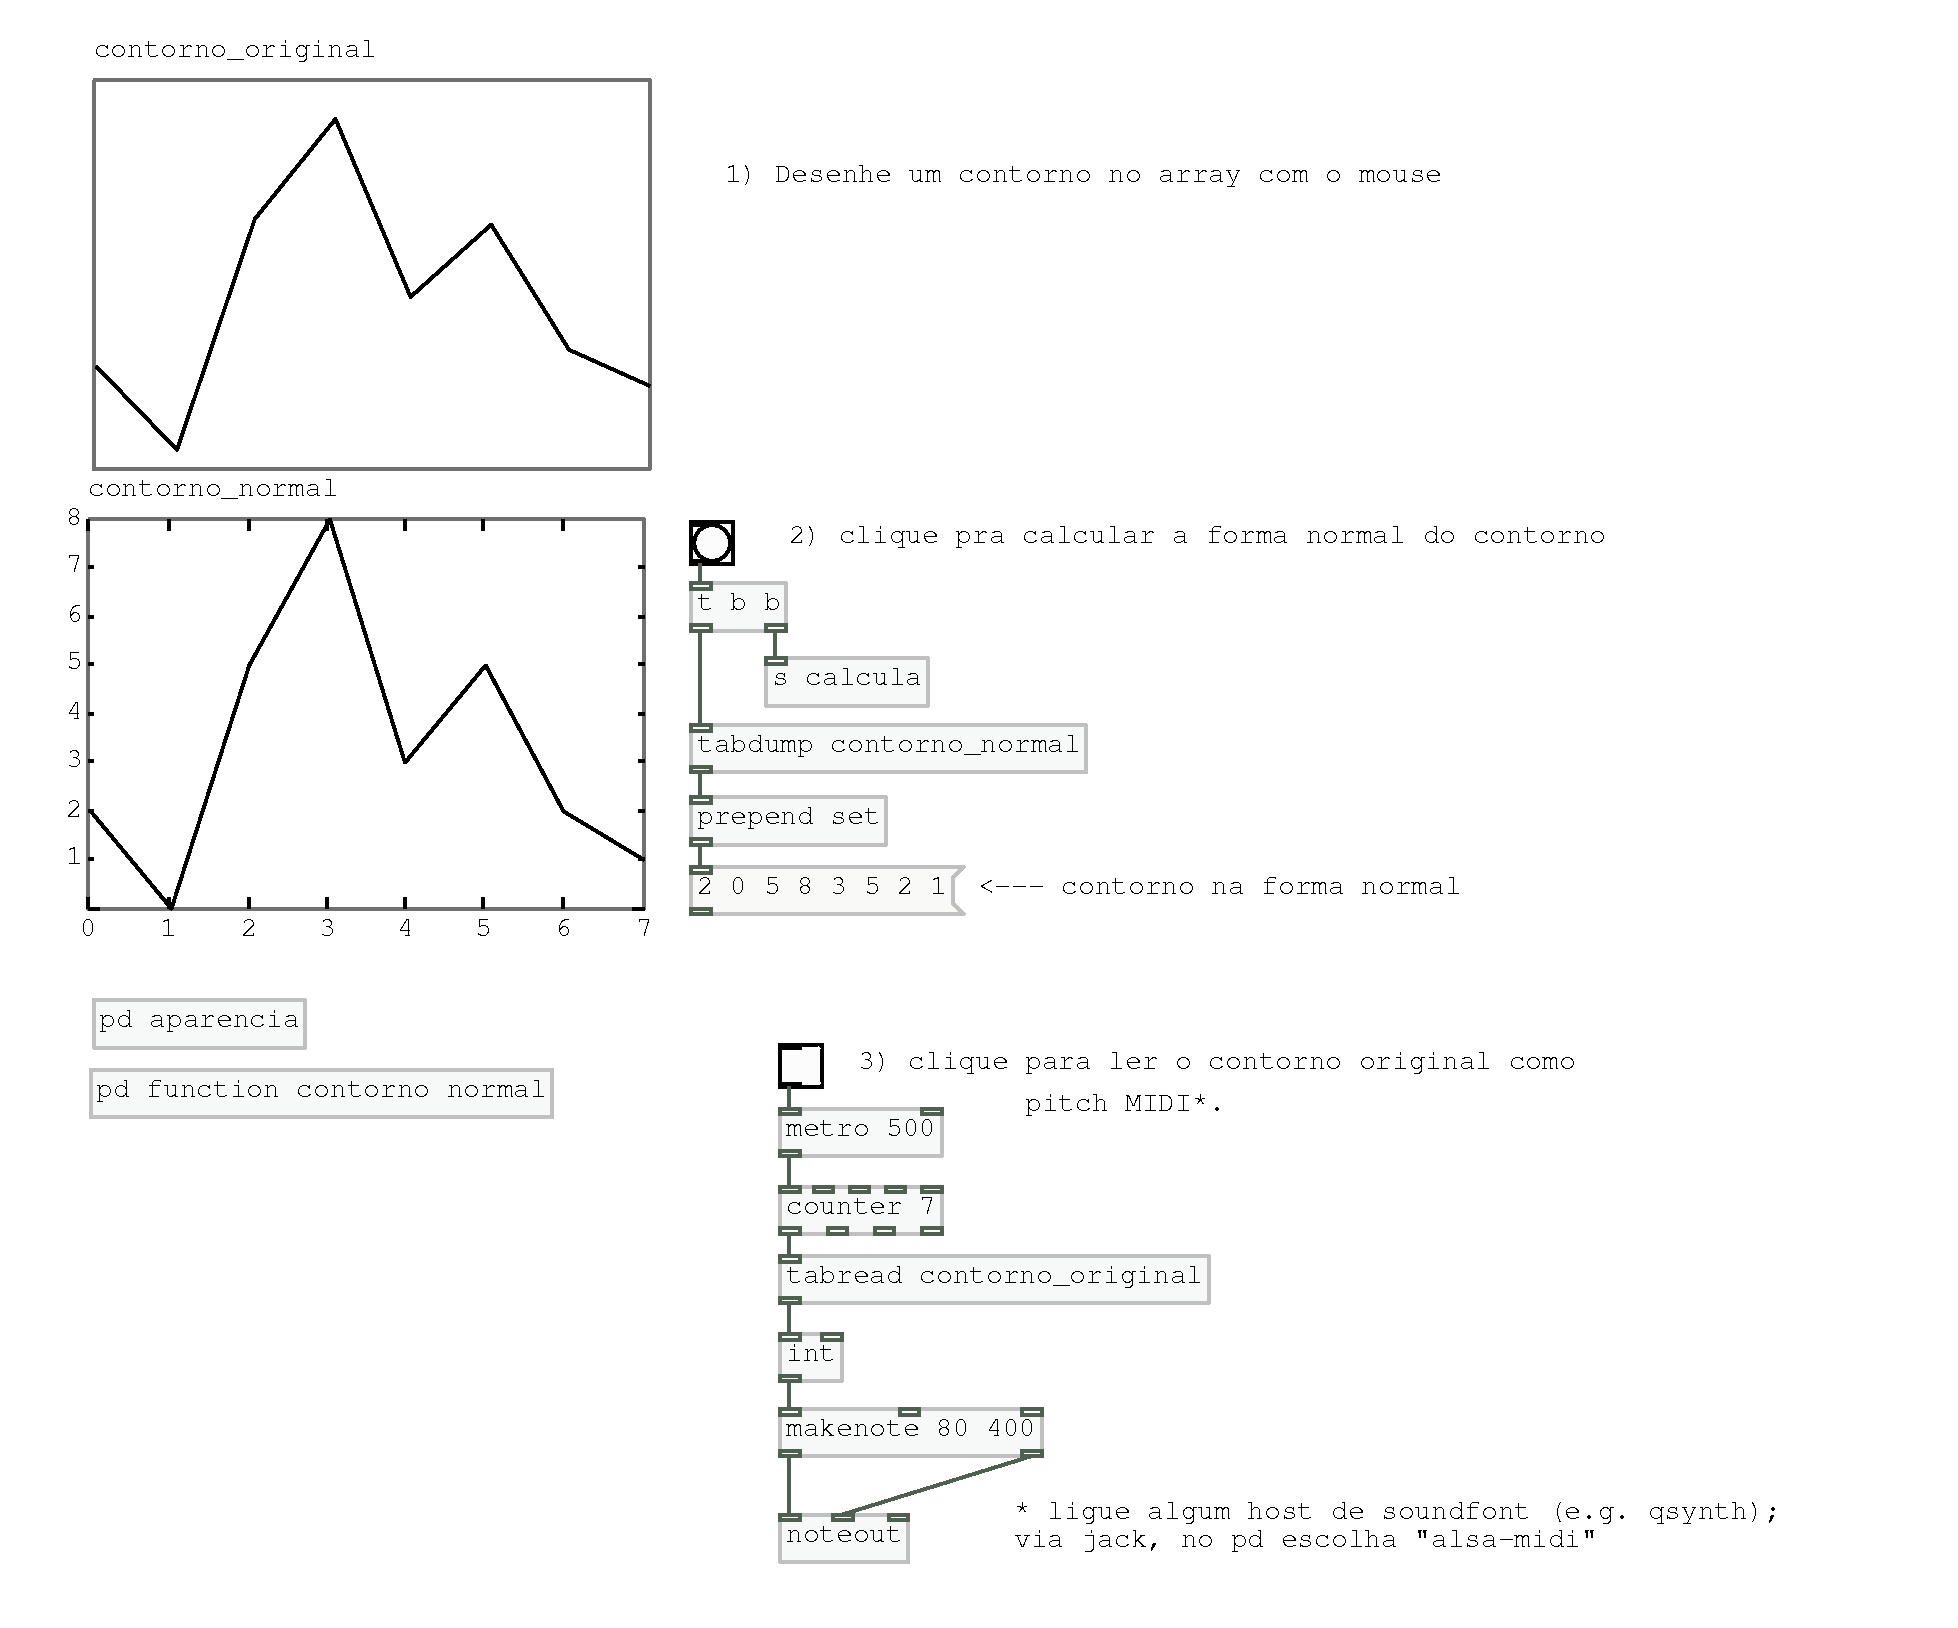 contorno_original
1) Desenhe um contorno no array com o mouse
contorno_normal
8
7
6
5
4
3
2
1
0 1 2 3 4 5 6 7
2) clique pra calcular a forma normal do contorno
t b b
s calcula
tabdump contorno_normal
prepend set
2 0 5 8 3 5 2 1
<--- contorno na forma normal
pd aparencia
pd function contorno normal
3) clique para ler o contorno original como
pitch MIDI*.
metro 500
counter 7
tabread contorno_original
int
makenote 80 400
noteout
* ligue algum host de soundfont (e.g. qsynth);
via jack, no pd escolha "alsa-midi"